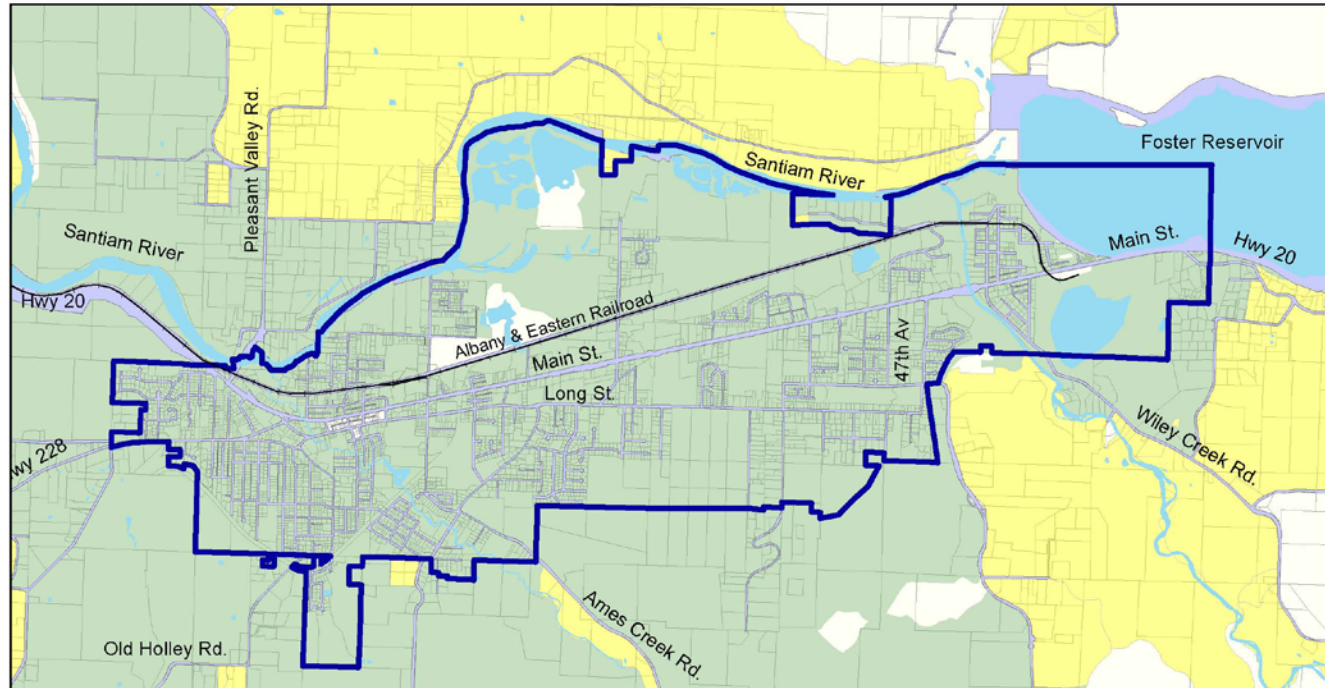 Foster Reservoir
Pleasant Valley Rd.
Santiam River
Santiam River
Main St.
Hwy 20
Hwy 20
Albany & Eastern Railroad
Main St.
47th Av
Long St.
Wiley Creek Rd.
wy 228
Ames Creek Rd.
Old Holley Rd.